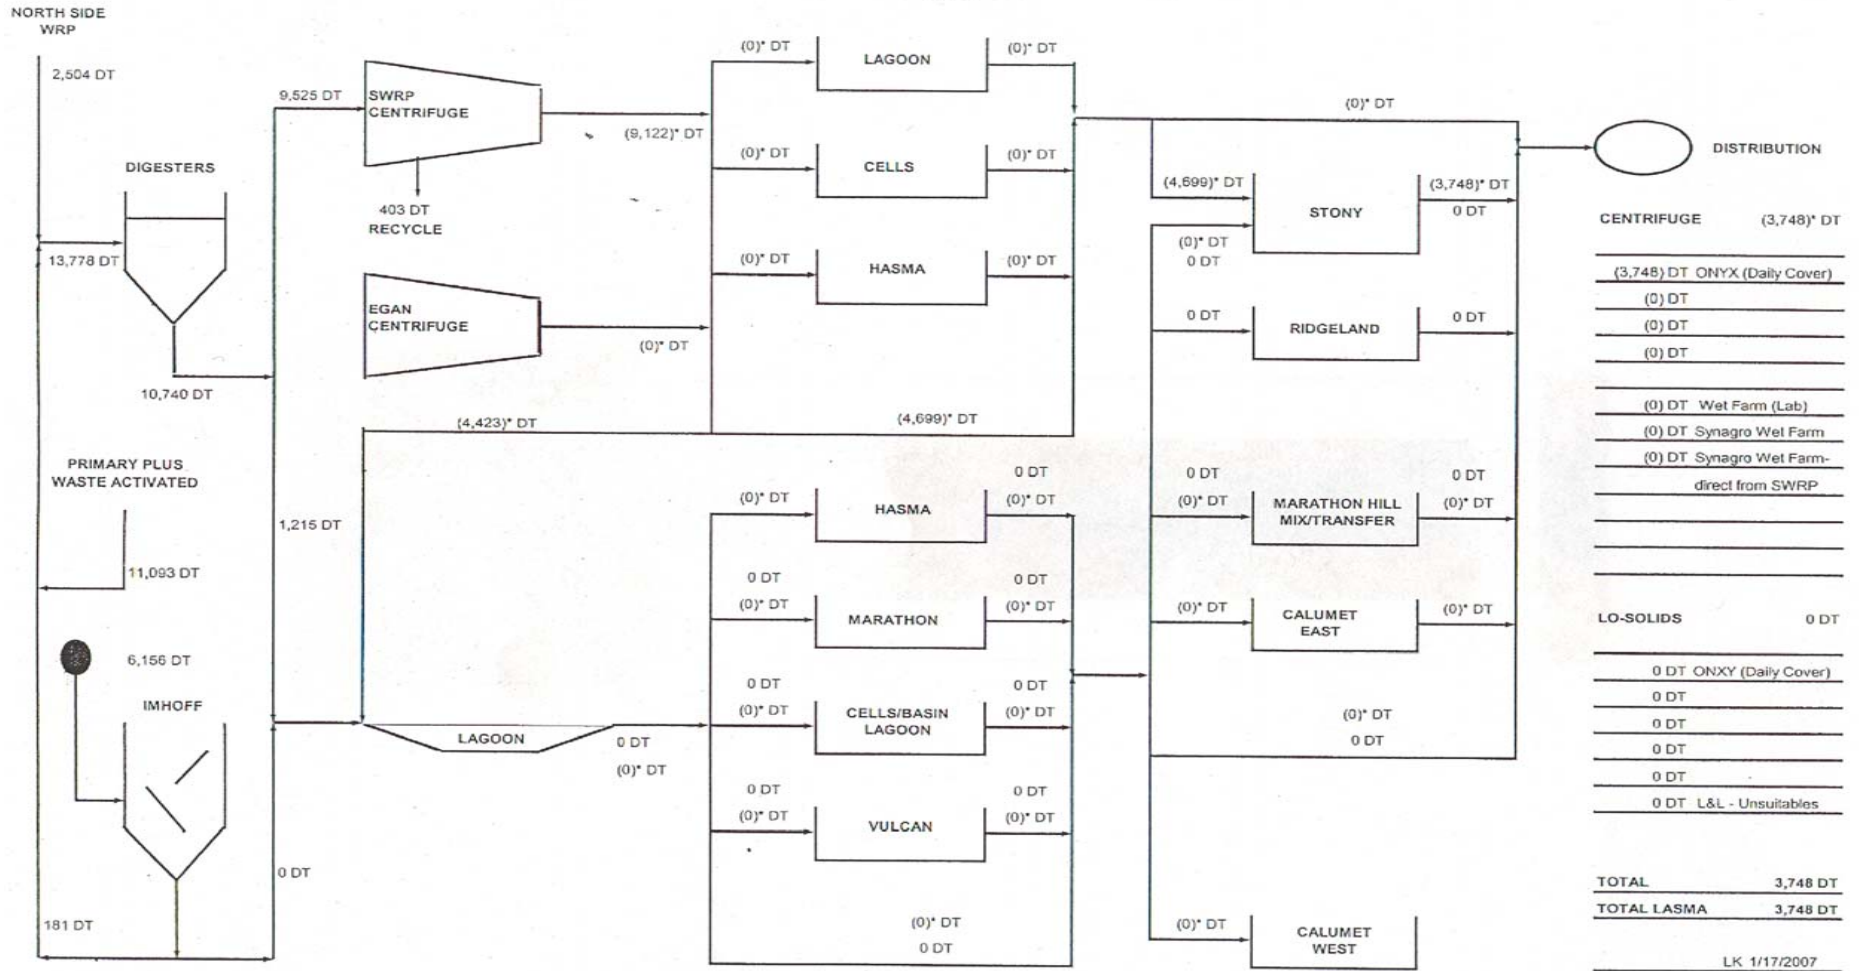 NORTH SIDE
WRP
2,504 DT
DIGESTERS
13,778 DT
10,740 DT
PRIMARY PLUS
WASTE ACTIVATED
11,093 DT
6,156 DT
IMHOFF
181 DT
0 DT
1,215 DT
9,525 DT
SWRP
CENTRIFUGE
(9,122)* DT
403 DT
RECYCLE
EGAN
CENTRIFUGE
(0)* DT
(4,423)* DT
(4,699)* DT
(0)* DT
LAGOON
(0)* DT
(0)* DT
CELLS
(0)* DT
(0)* DT
HASMA
(0)* DT
LAGOON
0 DT
(0)* DT
0 DT
(0)* DT
HASMA
(0)* DT
0 DT
0 DT
(0)* DT
MARATHON
(0)* DT
0 DT
0 DT
(0)* DT
CELLS/BASIN
LAGOON
(0)* DT
0 DT
0 DT
(0)* DT
VULCAN
(0)* DT
(0)* DT
0 DT
(0)* DT
(4,699)* DT
STONY
(3,748)* DT
0 DT
(0)* DT
0 DT
0 DT
RIDGELAND
0 DT
0 DT
0 DT
(0)* DT
MARATHON HILL
MIX/TRANSFER
(0)* DT
(0)* DT
CALUMET
EAST
(0)* DT
(0)* DT
0 DT
(0)* DT
CALUMET
WEST
DISTRIBUTION
CENTRIFUGE (3,748)* DT
(3,748) DT ONYX (Daily Cover)
(0) DT
(0) DT
(0) DT
(0) DT Wet Farm (Lab)
(0) DT Synagro Wet Farm
(0) DT Synagro Wet Farm-
direct from SWRP
LO-SOLIDS 0 DT
0 DT ONXY (Daily Cover)
0 DT
0 DT
0 DT
0 DT
0 DT L&L - Unsuitables
TOTAL 3,748 DT
TOTAL LASMA 3,748 DT
LK 1/17/2007